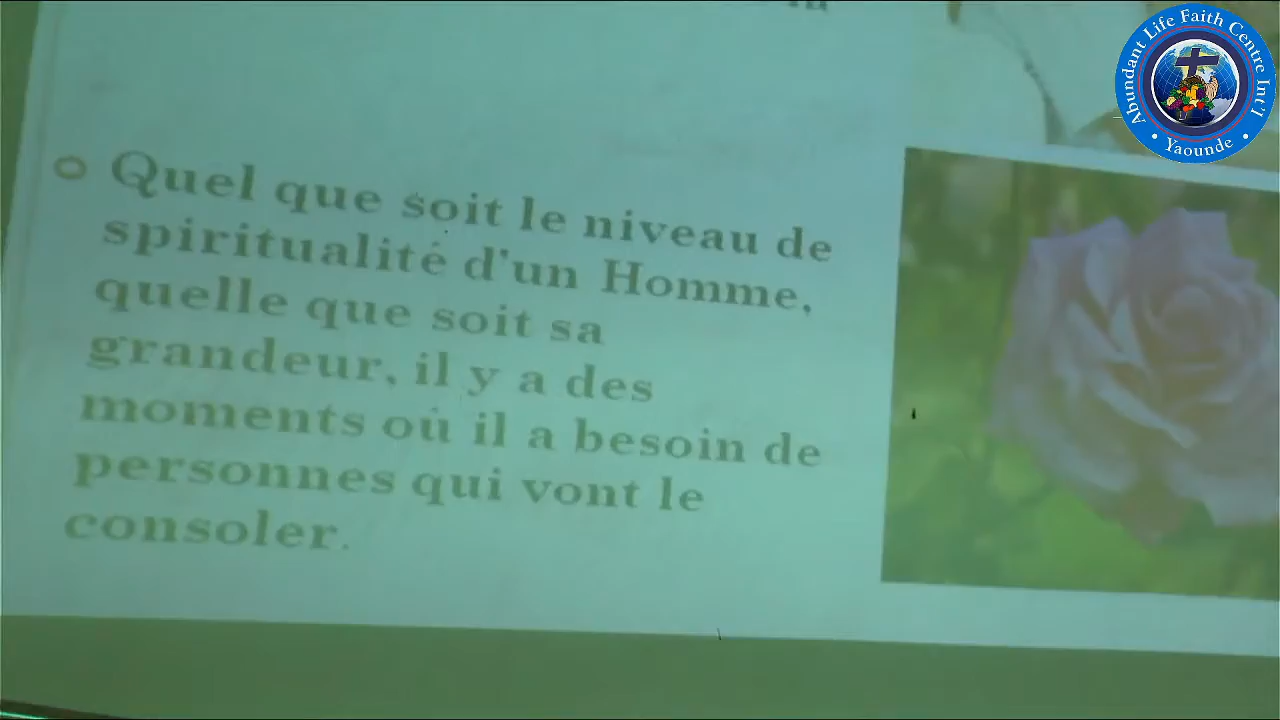 Abundant Life Faith Centre Int'l
• Yaounde •
Quel que soit le niveau de
spiritualité d'un Homme,
quelle que soit sa
grandeur, il y a des
moments où il a besoin de
personnes qui vont le
consoler.